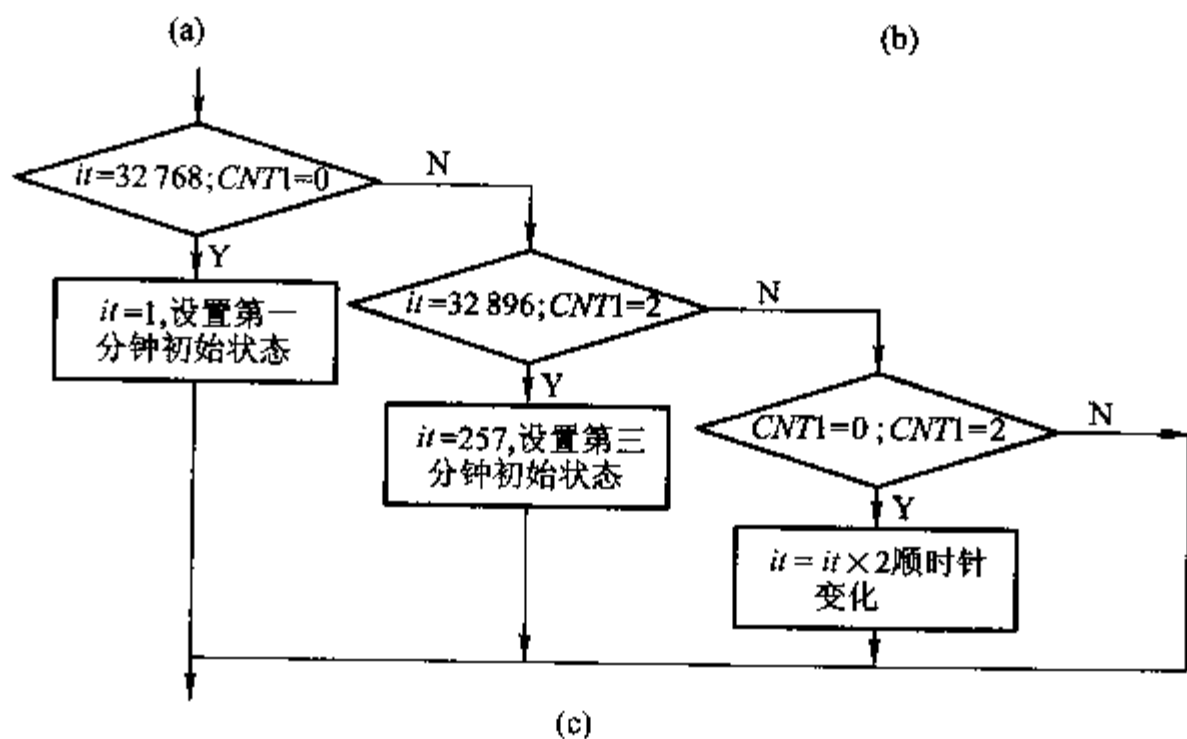 (a)
(b)
it=32 768;CNT1=0
N
Y
it=1,设置第一
分钟初始状态
it=32 896;CNT1=2
N
Y
it=257,设置第三
分钟初始状态
CNT1=0;CNT1=2
N
Y
it=it×2顺时针
变化
(c)